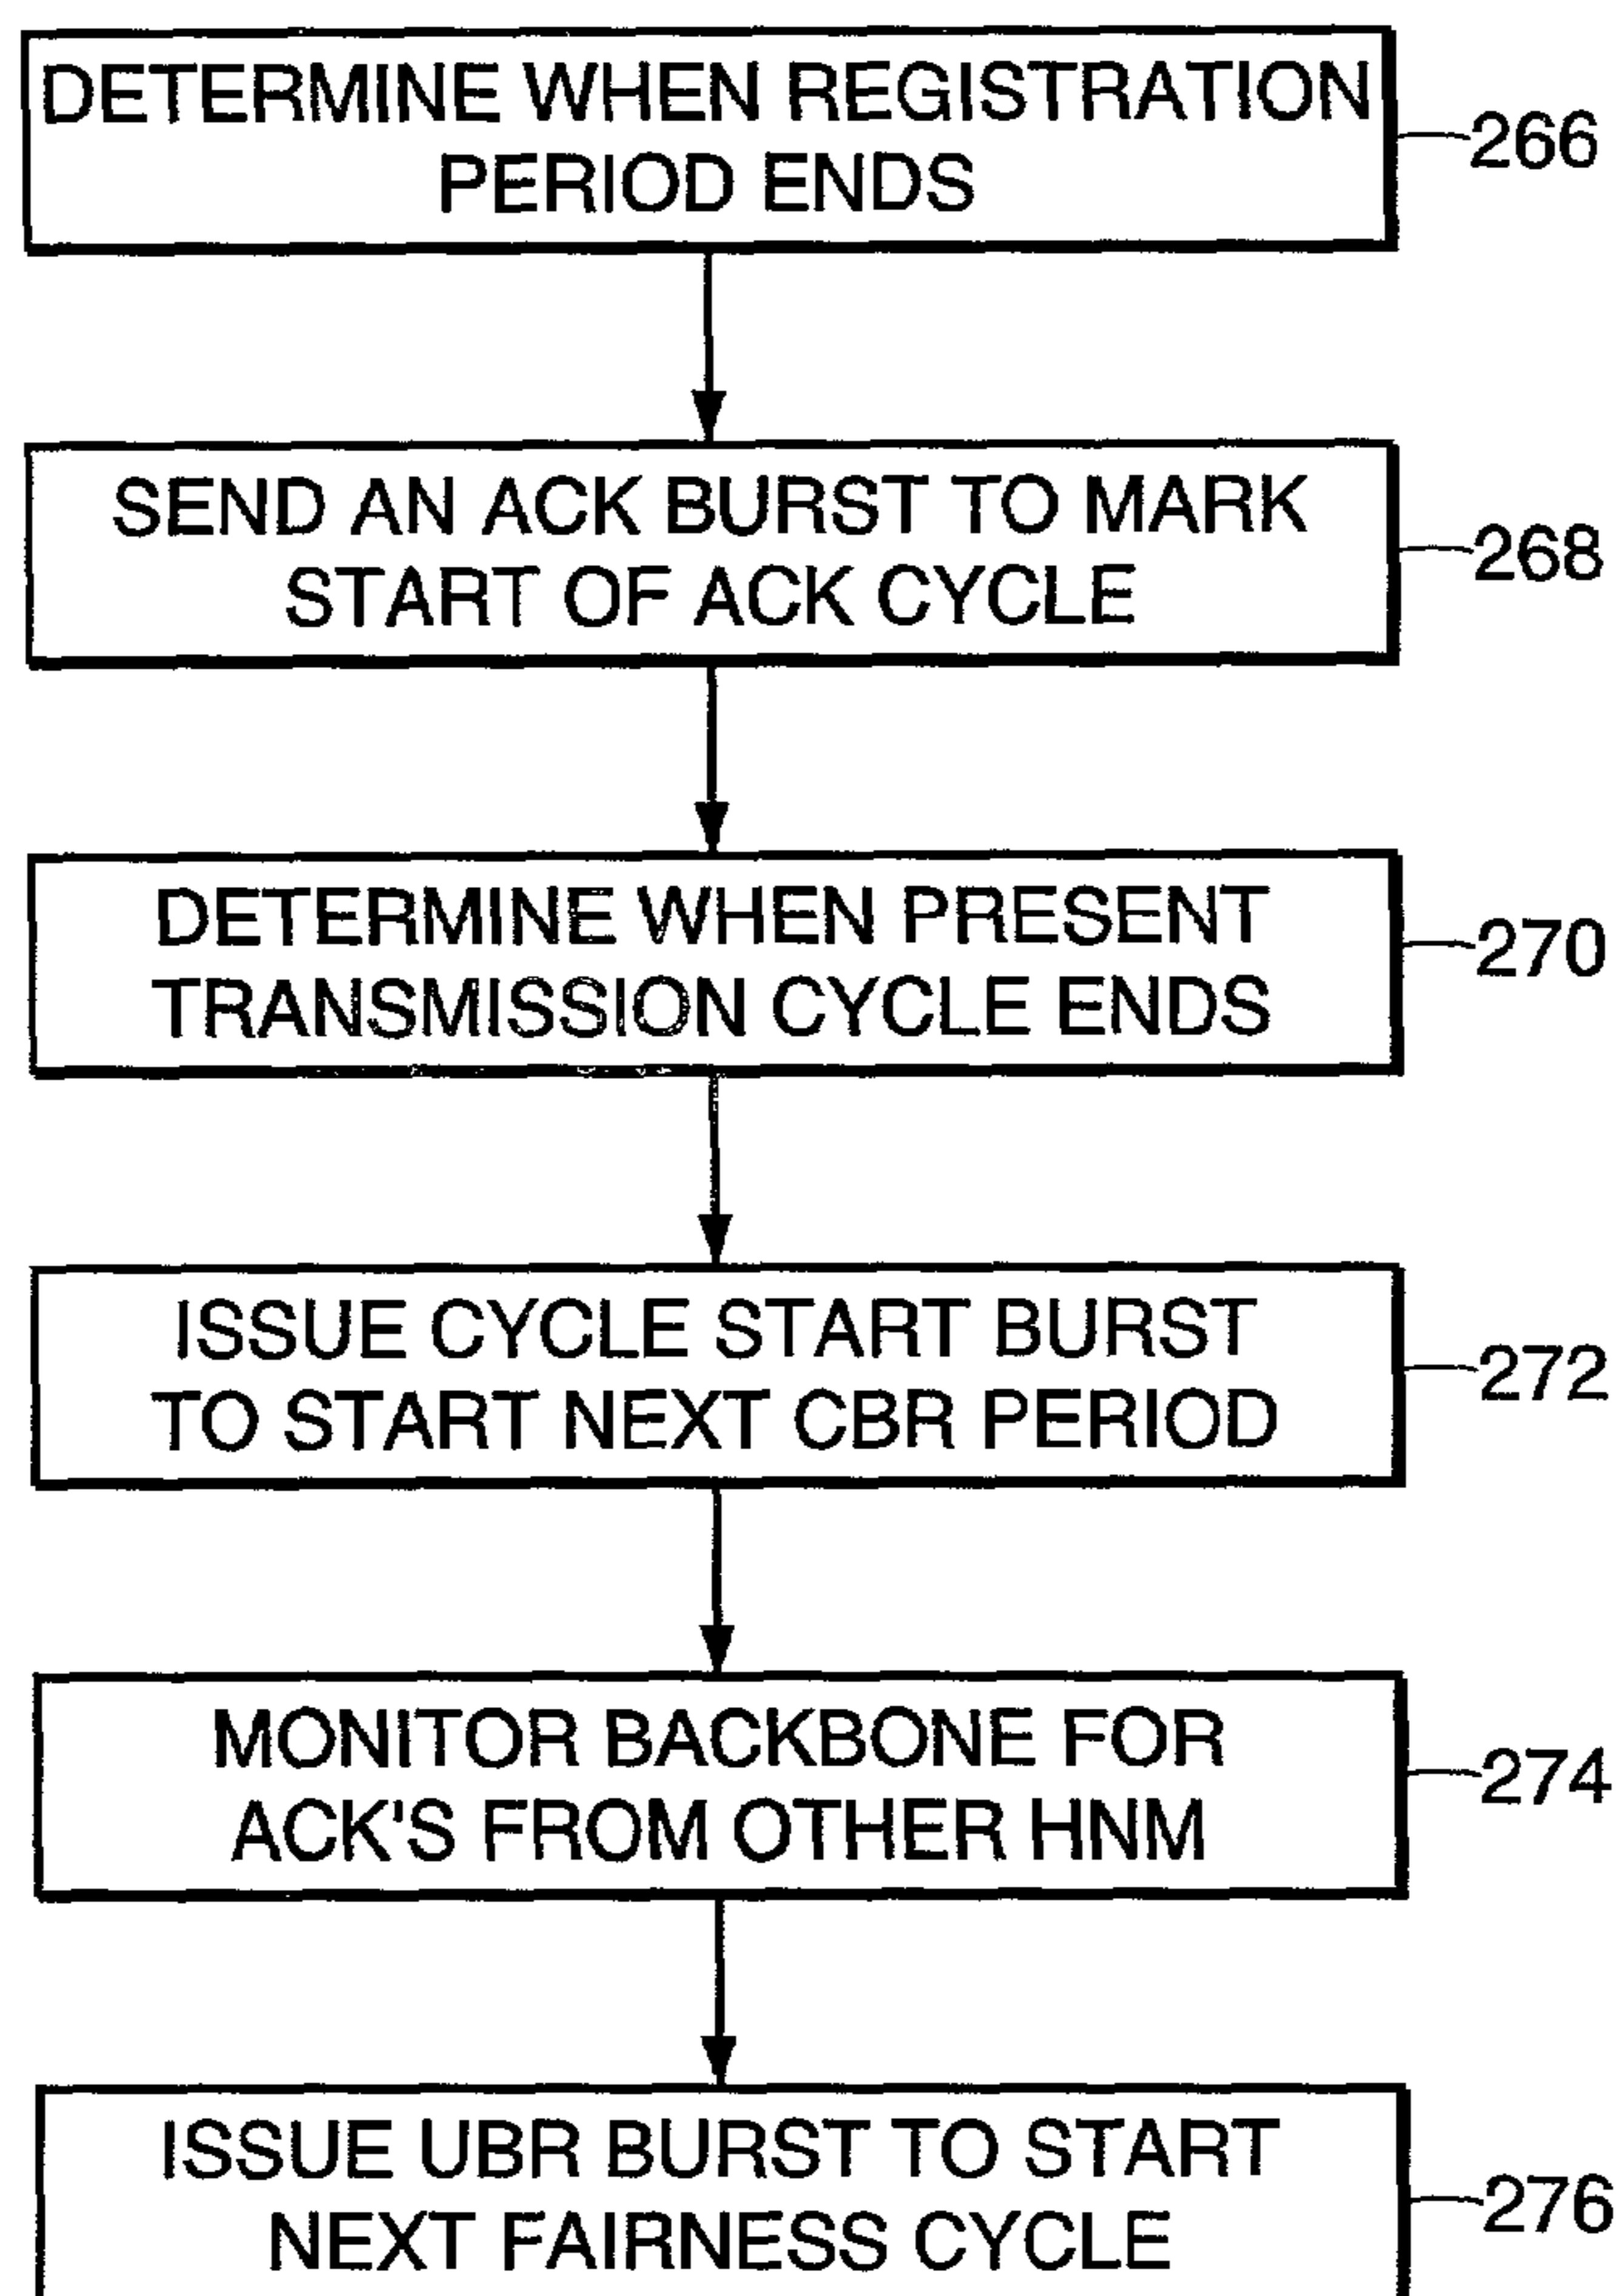 DETERMINE WHEN REGISTRATION
PERIOD ENDS
266
SEND AN ACK BURST TO MARK
START OF ACK CYCLE
268
DETERMINE WHEN PRESENT
TRANSMISSION CYCLE ENDS
270
ISSUE CYCLE START BURST
TO START NEXT CBR PERIOD
272
MONITOR BACKBONE FOR
ACK'S FROM OTHER HNM
274
ISSUE UBR BURST TO START
NEXT FAIRNESS CYCLE
276